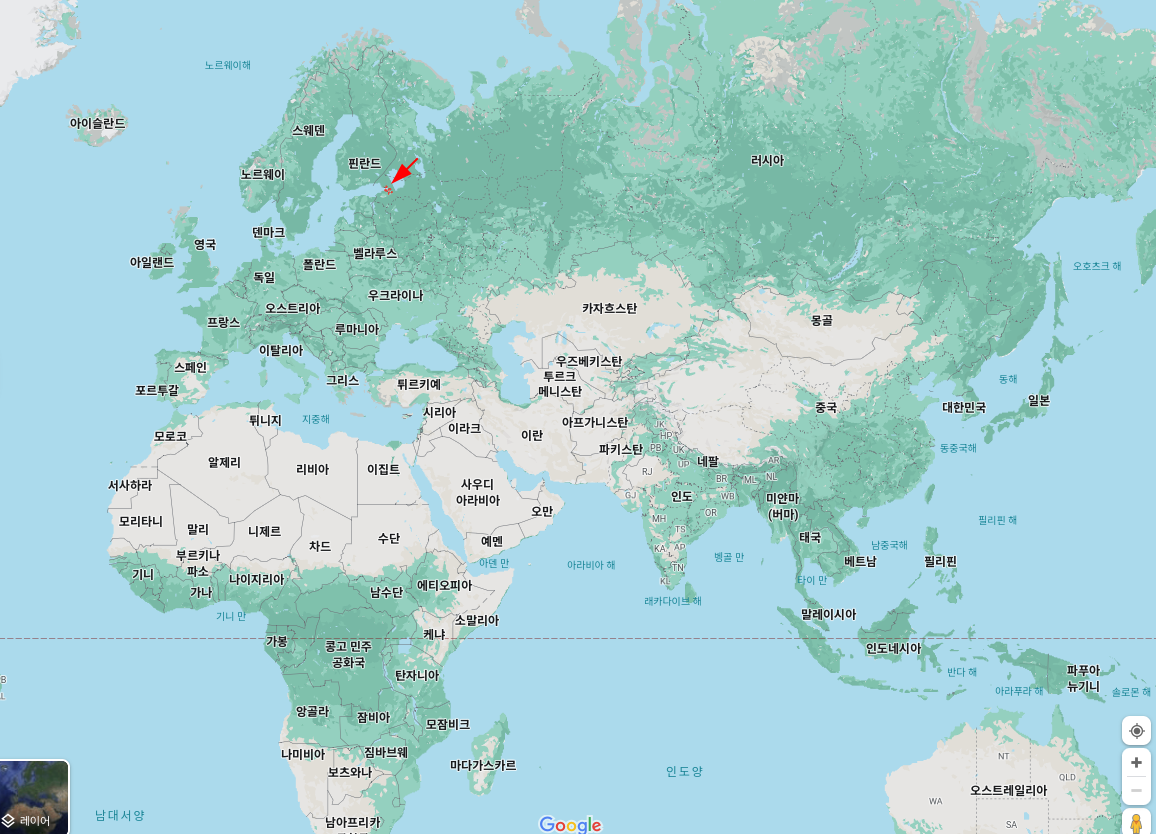 노르웨이해
아이슬란드
스웨덴
핀란드
러시아
노르웨이
덴마크
영국
벨라루스
아일랜드
폴란드
오호츠크 해
독일
우크라이나
오스트리아
카자흐스탄
프랑스
몽골
루마니아
이탈리아
우즈베키스탄
스페인
투르크
메니스탄
그리스
튀르키예
동해
포르투갈
일본
중국
대한민국
시리아
튀니지
지중해
아프가니스탄
이라크
JK
모로코
이란
HP
파키스탄
PB
UK
동중국해
알제리
네팔
AR
리비아
이집트
UP
RJ
NL
BR
ML
서사하라
사우디
아라비아
GJ
인도
WB
미얀마
(버마)
오만
OR
모리타니
말리
니제르
MH
필리핀 해
TS
태국
수단
예멘
차드
KA
AP
남중국해
부르키나
파소
벵골 만
아덴 만
아라비아 해
베트남
필리핀
TN
기니
나이지리아
KL
타이 만
에티오피아
가나
남수단
래카다이브 해
기니 만
소말리아
말레이시아
케냐
가봉
콩고 민주
공화국
인도네시아
탄자니아
반다 해
파푸아
뉴기니
B
L
아라푸라 해
솔로몬 해
앙골라
잠비아
모잠비크
나미비아
짐바브웨
NT
마다가스카르
보츠와나
인도양
QLD
오스트레일리아
WA
남대서양
레이어
남아프리카
Google
SA